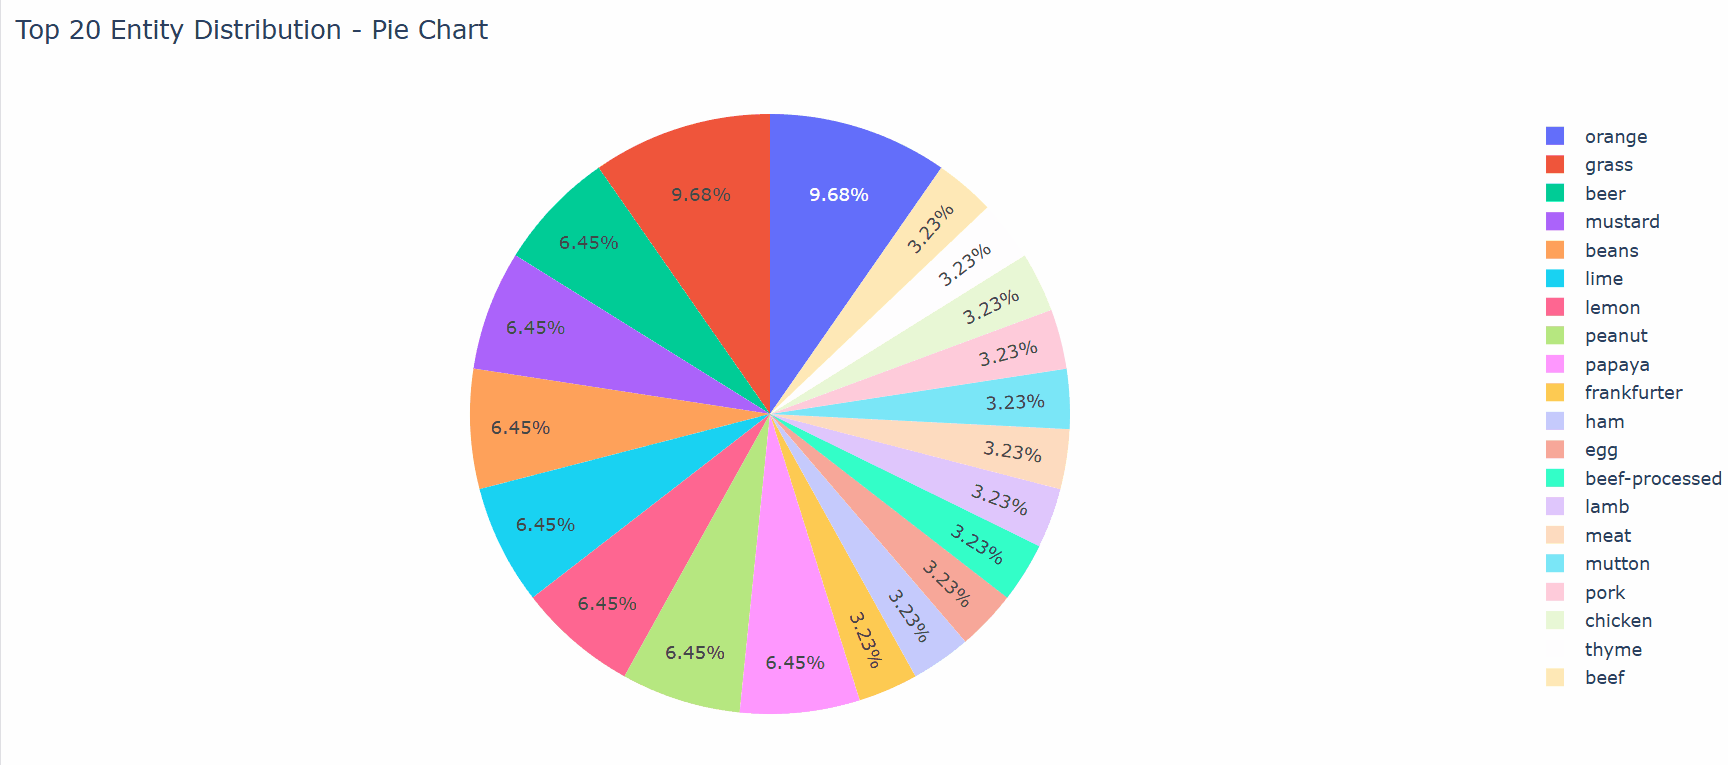 Top 20 Entity Distribution - Pie Chart
9.68%
9.68%
6.45%
6.45%
6.45%
6.45%
6.45%
6.45%
6.45%
3.23%
3.23%
3.23%
3.23%
3.23%
3.23%
3.23%
3.23%
3.23%
3.23%
3.23%
orange
grass
beer
mustard
beans
lime
lemon
peanut
papaya
frankfurter
ham
egg
beef-processed
lamb
meat
mutton
pork
chicken
thyme
beef